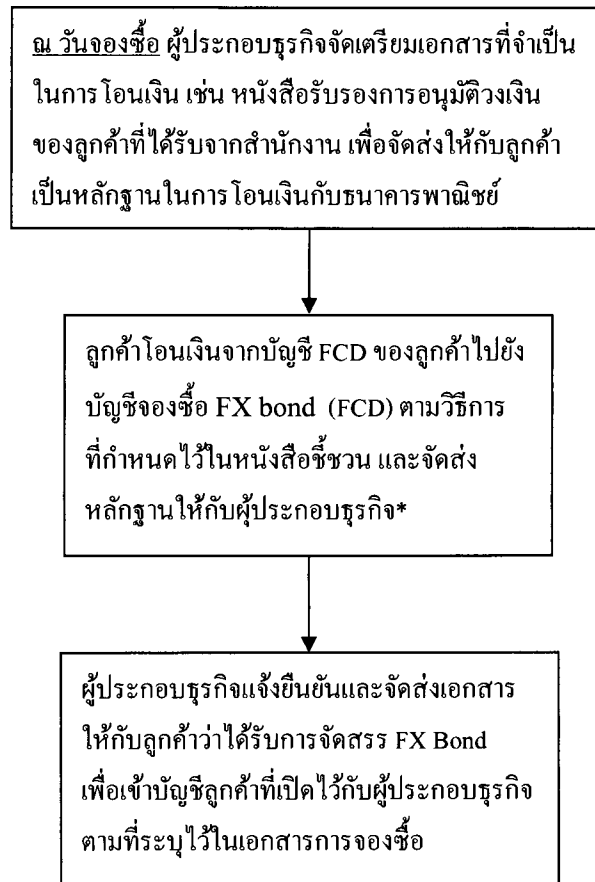 ณ วันจองซื้อ ผู้ประกอบธุรกิจจัดเตรียมเอกสารที่จำเป็น
ในการโอนเงิน เช่น หนังสือรับรองการอนุมัติวงเงิน
ของลูกค้าที่ได้รับจากสำนักงาน เพื่อจัดส่งให้กับลูกค้า
เป็นหลักฐานในการโอนเงินกับธนาคารพาณิชย์
ลูกค้าโอนเงินจากบัญชี FCD ของลูกค้าไปยัง
บัญชีจองซื้อ FX bond (FCD) ตามวิธีการ
ที่กำหนดไว้ในหนังสือชี้ชวน และจัดส่ง
หลักฐานให้กับผู้ประกอบธุรกิจ*
ผู้ประกอบธุรกิจแจ้งยืนยันและจัดส่งเอกสาร
ให้กับลูกค้าว่าได้รับการจัดสรร FX Bond
เพื่อเข้าบัญชีลูกค้าที่เปิดไว้กับผู้ประกอบธุรกิจ
ตามที่ระบุไว้ในเอกสารการจองซื้อ